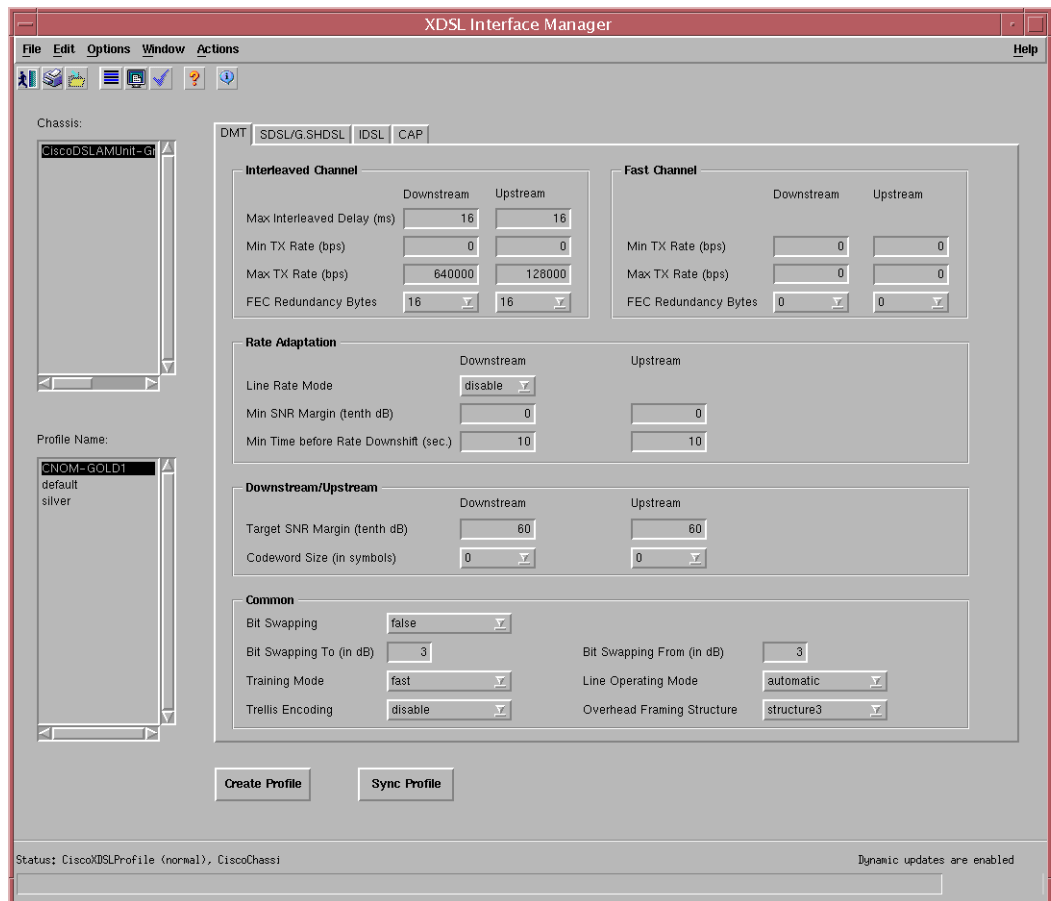 XDSL Interface Manager
File Edit Options Window Actions Help
Chassis:
CiscoDSLAMUnit-Gr
Profile Name:
CNOM-GOLD1
default
silver
DMT SDSL/G.SHDSL IDSL CAP
Interleaved Channel
Downstream Upstream
Max Interleaved Delay (ms) 16 16
Min TX Rate (bps) 0 0
Max TX Rate (bps) 640000 128000
FEC Redundancy Bytes 16 16
Fast Channel
Downstream Upstream
Min TX Rate (bps) 0 0
Max TX Rate (bps) 0 0
FEC Redundancy Bytes 0 0
Rate Adaptation
Downstream Upstream
Line Rate Mode disable
Min SNR Margin (tenth dB) 0 0
Min Time before Rate Downshift (sec.) 10 10
Downstream/Upstream
Downstream Upstream
Target SNR Margin (tenth dB) 60 60
Codeword Size (in symbols) 0 0
Common
Bit Swapping false
Bit Swapping To (in dB) 3 Bit Swapping From (in dB) 3
Training Mode fast Line Operating Mode automatic
Trellis Encoding disable Overhead Framing Structure structure3
Create Profile Sync Profile
Status: CiscoXDSLProfile (normal), CiscoChassi Dynamic updates are enabled